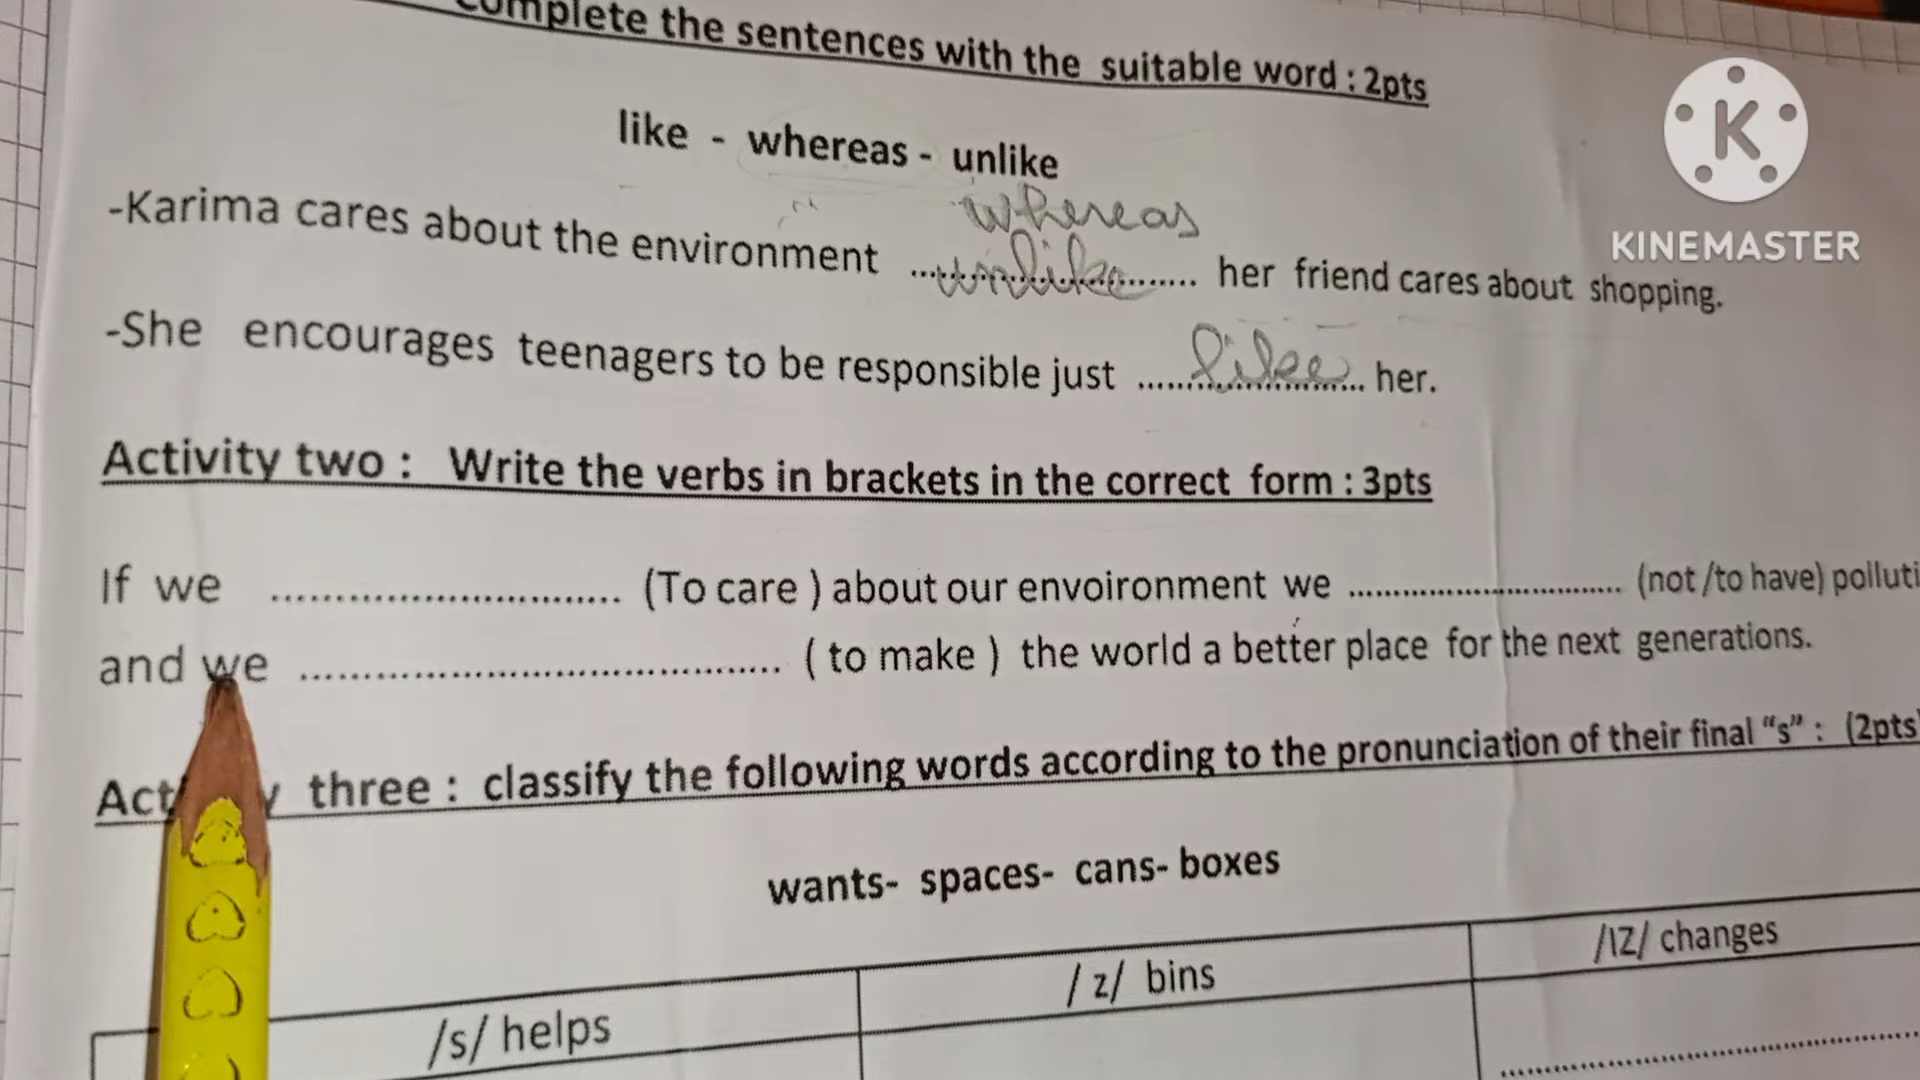 complete the sentences with the suitable word : 2pts
like - whereas - unlike
whereas
-Karima cares about the environment ....unlike.... her friend cares about shopping.
-She encourages teenagers to be responsible just ....like.... her.
Activity two : Write the verbs in brackets in the correct form : 3pts
If we .............................. (To care ) about our envoironment we .............................. (not /to have) polluti
and we ........................................ ( to make ) the world a better place for the next generations.
Act y three : classify the following words according to the pronunciation of their final “s” : (2pts)
wants- spaces- cans- boxes
/s/ helps
/ z/ bins
/IZ/ changes
K
KINEMASTER